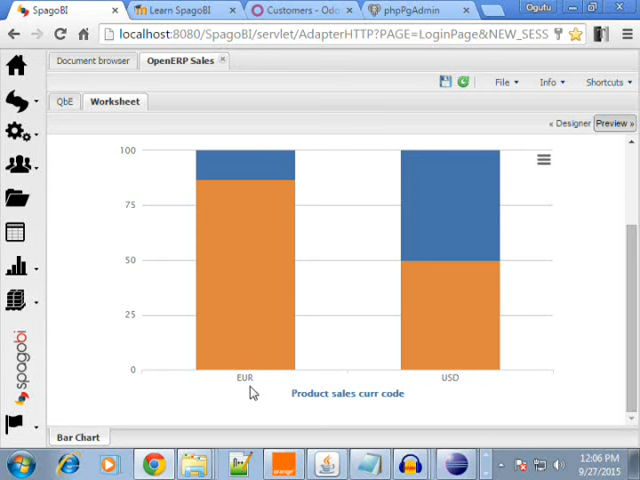 SpagoBI
Learn SpagoBI
Customers - Odo
phpPgAdmin
Ogutu
localhost:8080/SpagoBI/servlet/AdapterHTTP?PAGE=LoginPage&NEW_SESS
Document browser
OpenERP Sales
File
Info
Shortcuts
QbE
Worksheet
« Designer
Preview »
100
75
50
25
0
EUR
USD
Product sales curr code
spagobi
Bar Chart
orange
12:06 PM
9/27/2015